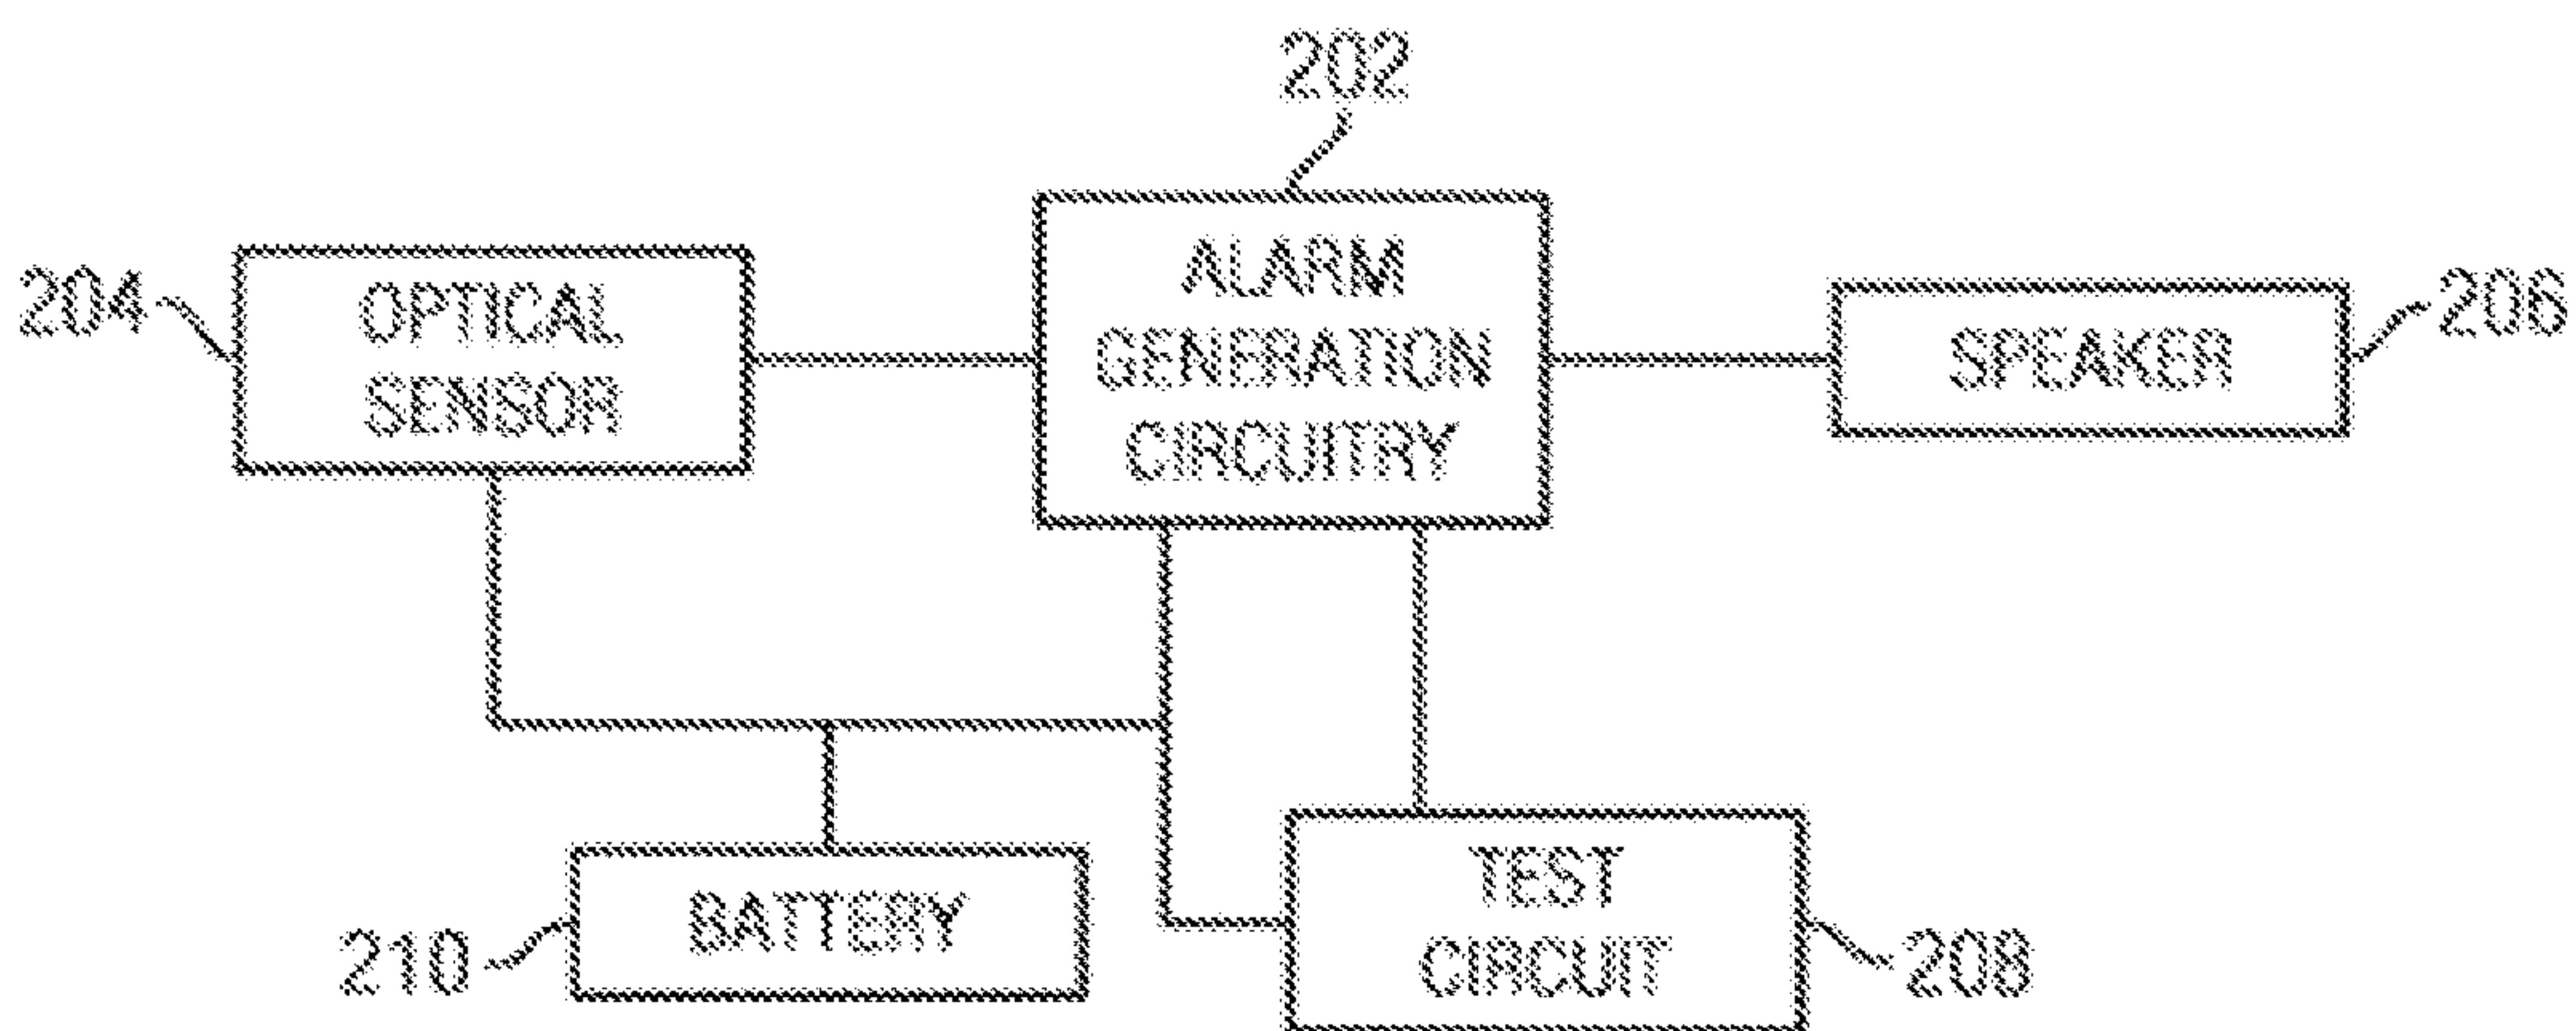 202
204
OPTICAL
SENSOR
ALARM
GENERATION
CIRCUITRY
SPEAKER
206
210
BATTERY
TEST
CIRCUIT
208